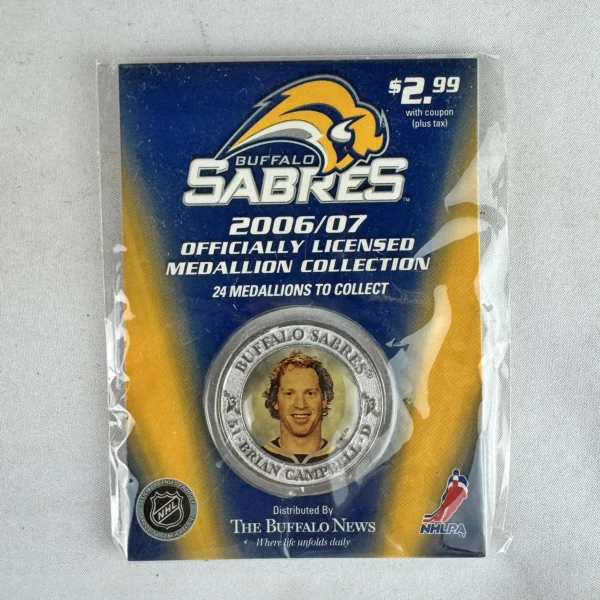 $2.99
with coupon
(plus tax)
BUFFALO
SABRES™
2006/07
OFFICIALLY LICENSED
MEDALLION COLLECTION
24 MEDALLIONS TO COLLECT
BUFFALO SABRES®
51 - BRIAN CAMPBELL - D
Distributed By
THE BUFFALO NEWS
Where life unfolds daily
NHL
NHLPA